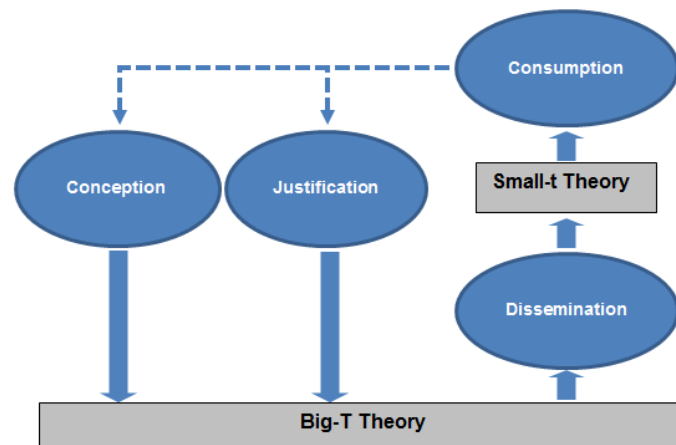 Consumption
Conception
Justification
Small-t Theory
Dissemination
Big-T Theory